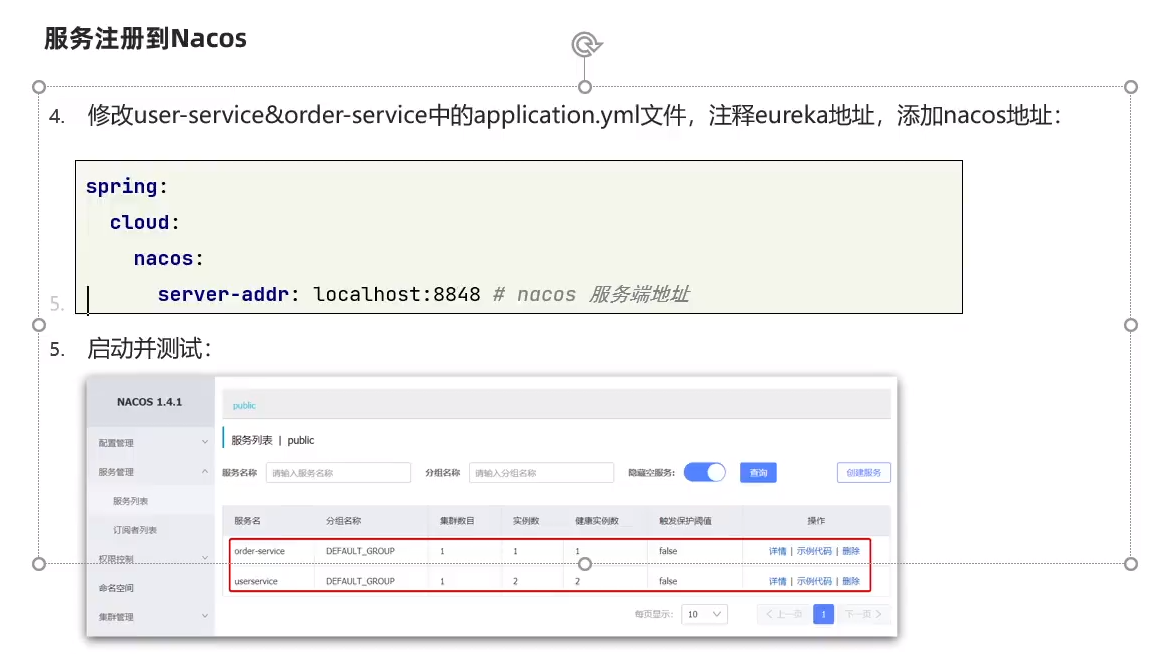 服务注册到Nacos
4. 修改user-service&order-service中的application.yml文件，注释eureka地址，添加nacos地址：
spring:
cloud:
nacos:
server-addr: localhost:8848 # nacos 服务端地址
5.
5. 启动并测试：
NACOS 1.4.1
public
配置管理
服务列表 | public
服务管理
服务名称 请输入服务名称 分组名称 请输入分组名称 隐藏空服务: 查询 创建服务
服务列表
服务名 分组名称 集群数目 实例数 健康实例数 触发保护阈值 操作
订阅者列表
order-service DEFAULT_GROUP 1 1 1 false 详情 | 示例代码 | 删除
权限控制
userservice DEFAULT_GROUP 1 2 2 false 详情 | 示例代码 | 删除
命名空间
集群管理
每页显示: 10 < 上一页 1 下一页 >